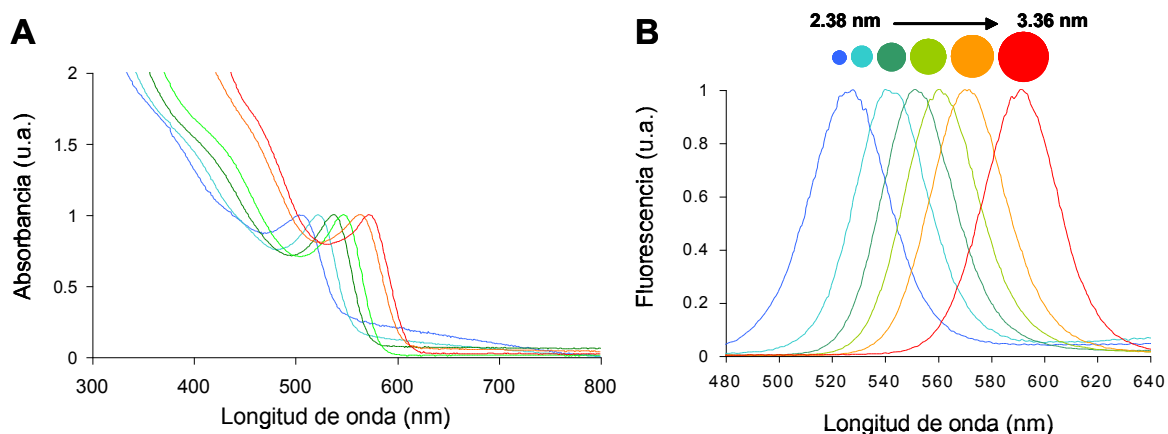 A
Absorbancia (u.a.)
2
1.5
1
0.5
0
300 400 500 600 700 800
Longitud de onda (nm)
B
2.38 nm 3.36 nm
Fluorescencia (u.a.)
1
0.8
0.6
0.4
0.2
0
480 500 520 540 560 580 600 620 640
Longitud de onda (nm)